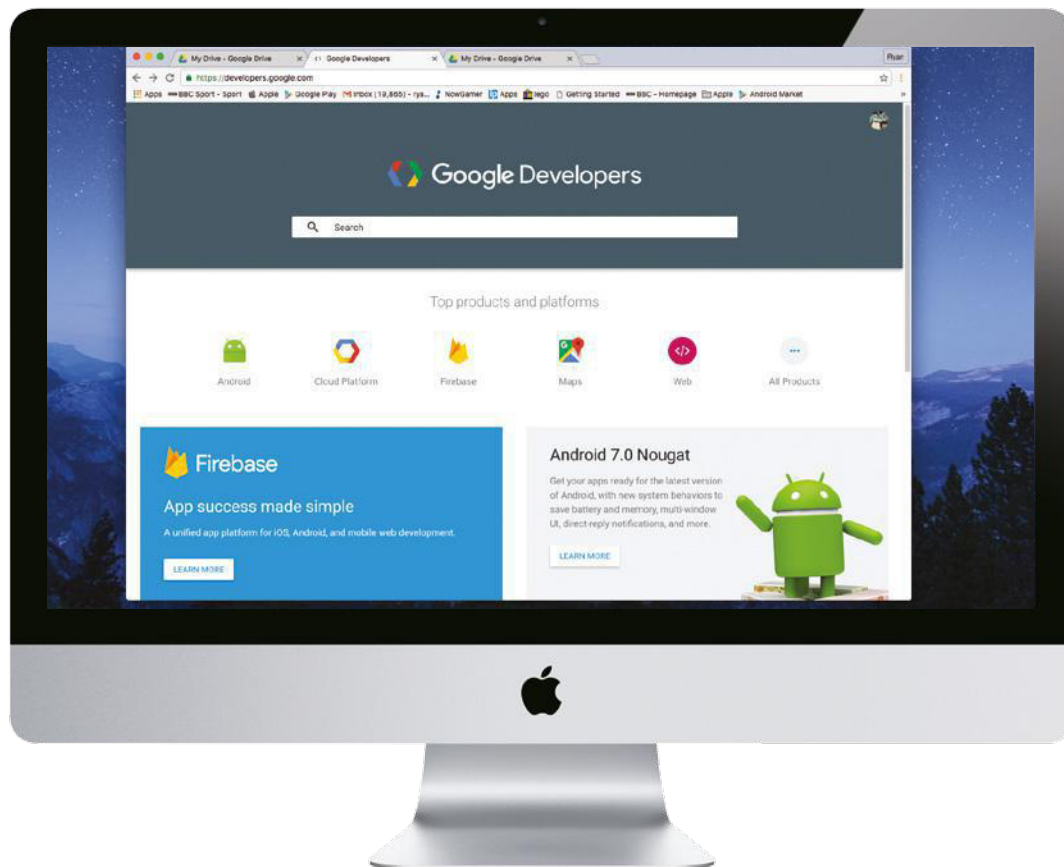 My Drive - Google Drive
Google Developers
My Drive - Google Drive
Ryan
https://developers.google.com
Apps BBC Sport - Sport Apple Google Play Inbox (19,865) - rys... NowGamer Apps lego Getting Started BBC - Homepage Apple Android Market »
Google Developers
Search
Top products and platforms
Android Cloud Platform Firebase Maps Web All Products
Firebase
App success made simple
A unified app platform for iOS, Android, and mobile web development.
LEARN MORE
Android 7.0 Nougat
Get your apps ready for the latest version
of Android, with new system behaviors to
save battery and memory, multi-window
UI, direct-reply notifications, and more.
LEARN MORE